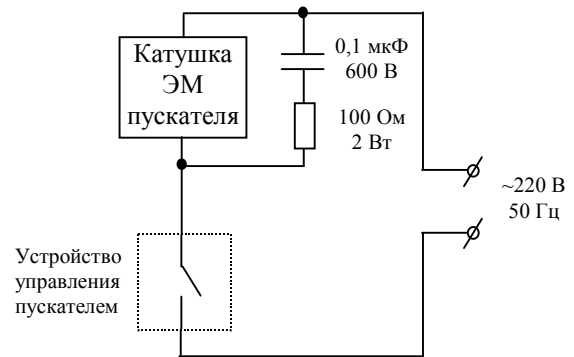 Катушка
ЭМ
пускателя
0,1 мкФ
600 В
100 Ом
2 Вт
~220 В
50 Гц
Устройство
управления
пускателем